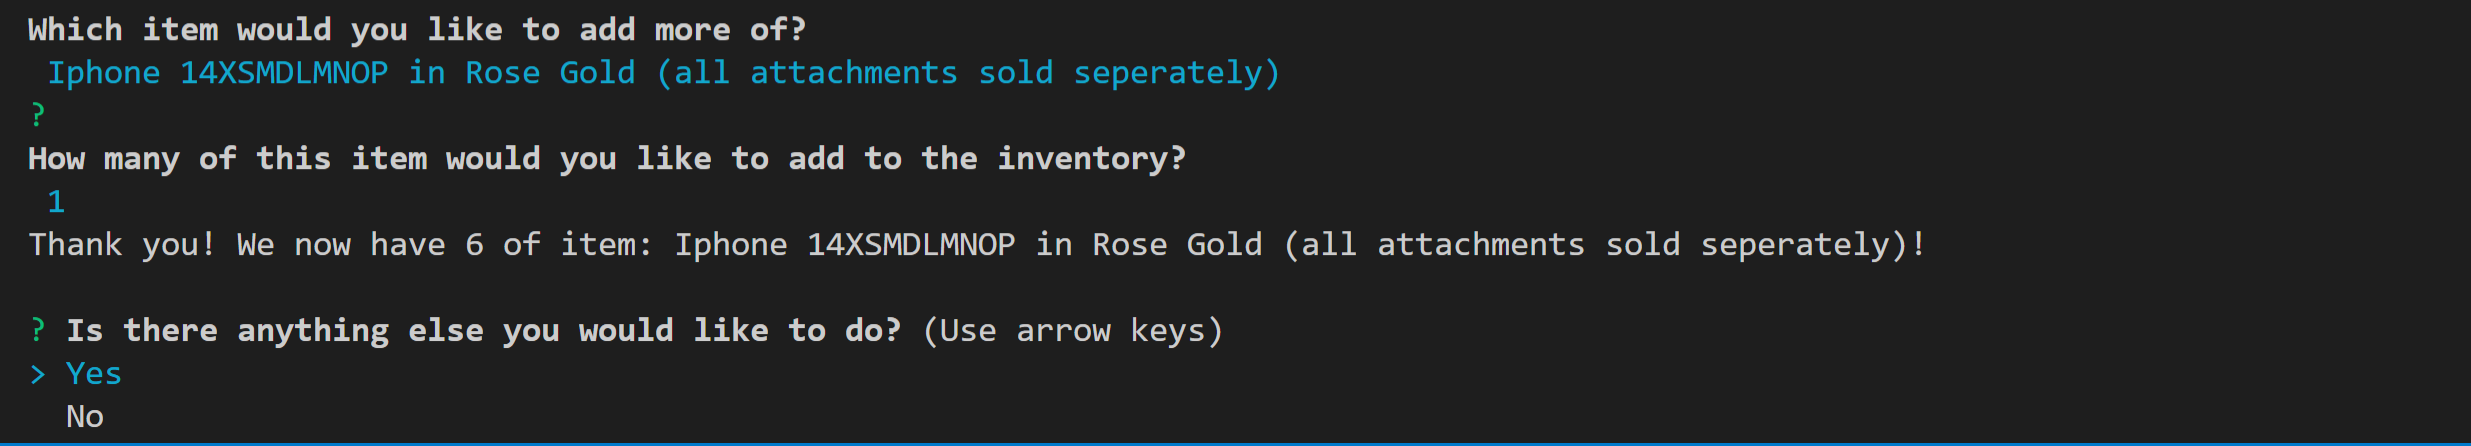 Which item would you like to add more of?
Iphone 14XSMDLMNOP in Rose Gold (all attachments sold seperately)
?
How many of this item would you like to add to the inventory?
1
Thank you! We now have 6 of item: Iphone 14XSMDLMNOP in Rose Gold (all attachments sold seperately)!
? Is there anything else you would like to do? (Use arrow keys)
> Yes
No